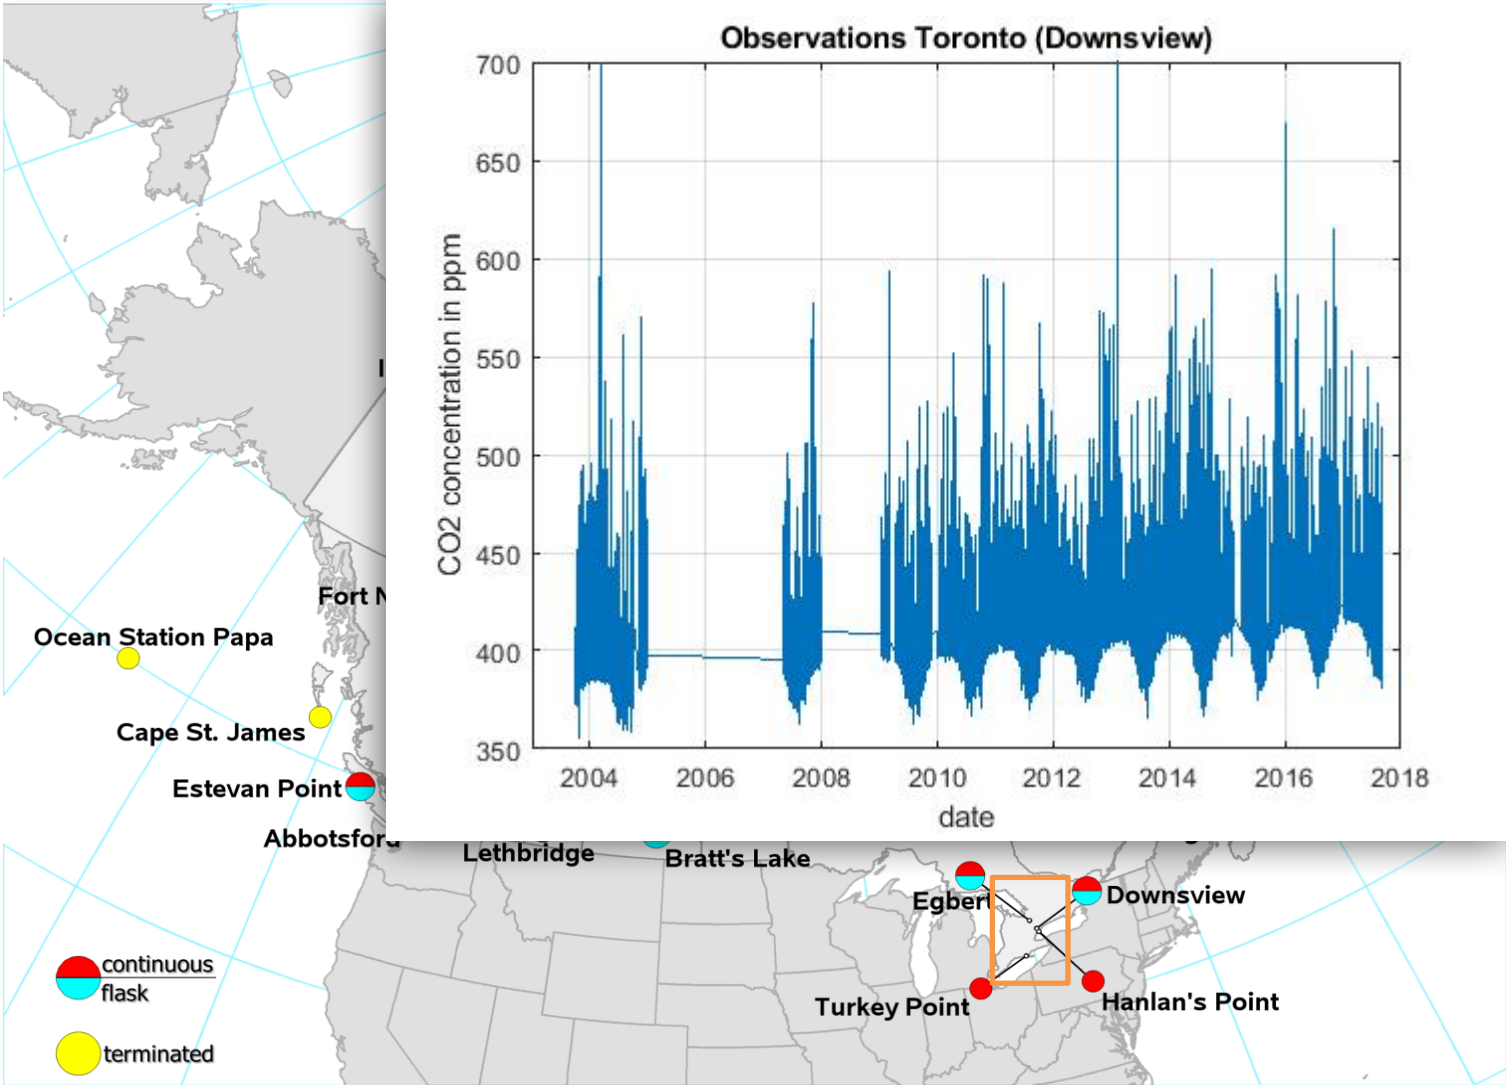 Observations Toronto (Downsview)
700
650
600
550
500
450
400
350
CO2 concentration in ppm
2004
2006
2008
2010
2012
2014
2016
2018
date
Fort N
Ocean Station Papa
Cape St. James
Estevan Point
Abbotsford
Lethbridge
Bratt's Lake
Egbert
Downsview
Turkey Point
Hanlan's Point
continuous
flask
terminated